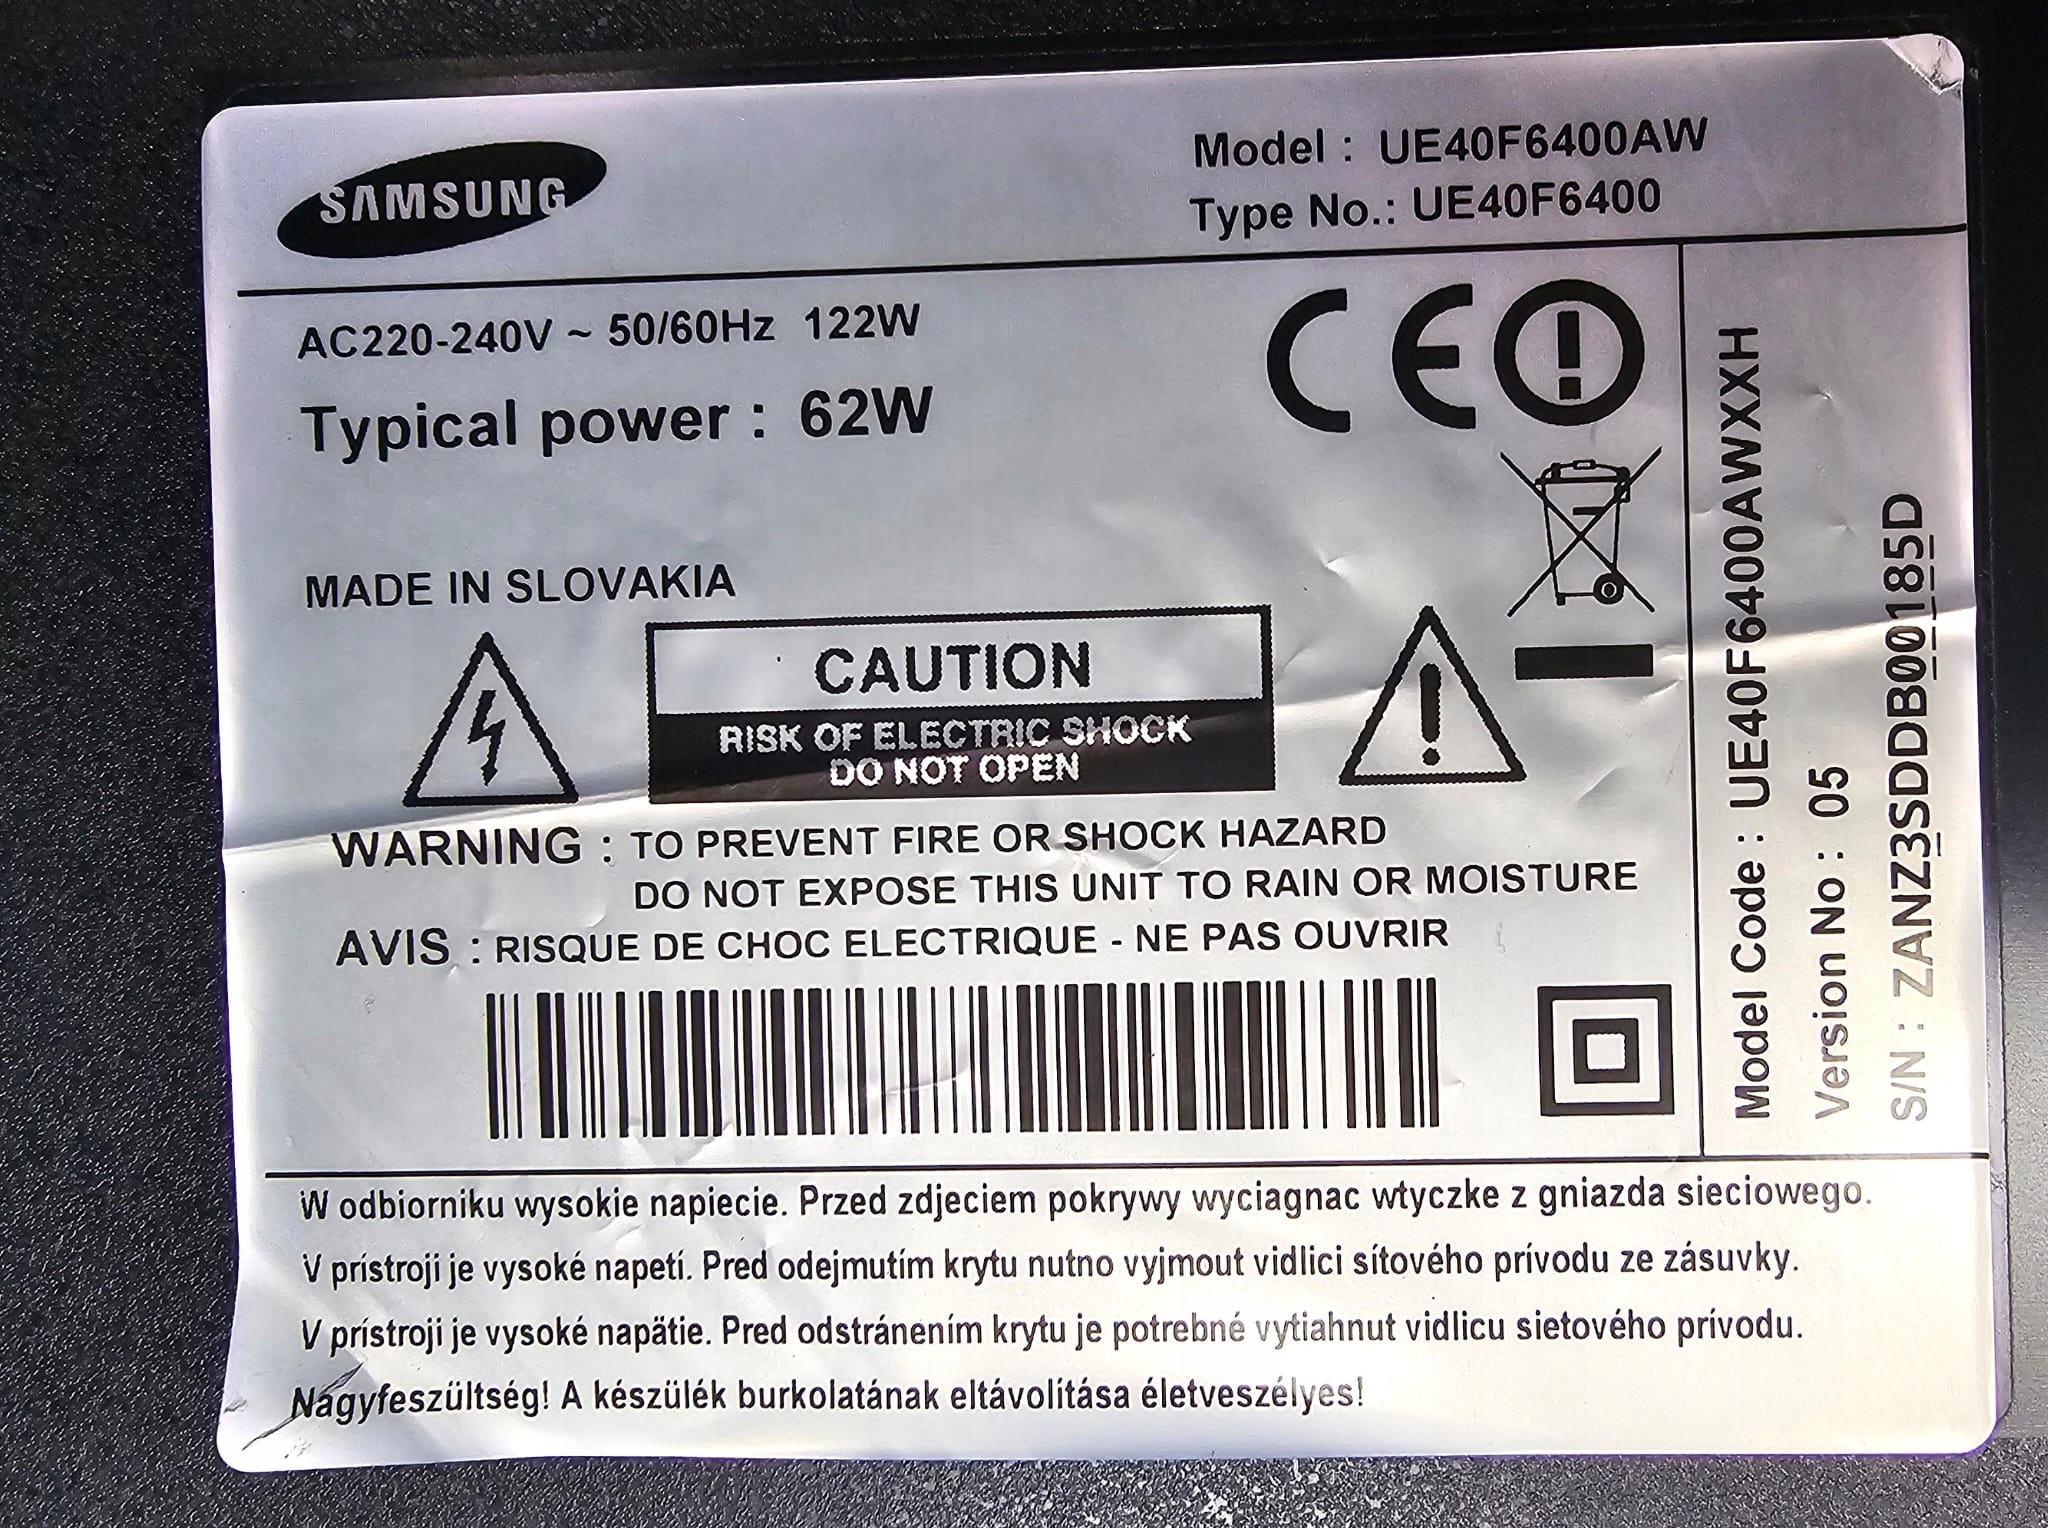 SAMSUNG
Model : UE40F6400AW
Type No.: UE40F6400
AC220-240V ~ 50/60Hz 122W
Typical power : 62W
MADE IN SLOVAKIA
CAUTION
RISK OF ELECTRIC SHOCK
DO NOT OPEN
WARNING : TO PREVENT FIRE OR SHOCK HAZARD
DO NOT EXPOSE THIS UNIT TO RAIN OR MOISTURE
AVIS : RISQUE DE CHOC ELECTRIQUE - NE PAS OUVRIR
Model Code : UE40F6400AWXXH
Version No : 05
S/N : ZANZ3SDDB00185D
W odbiorniku wysokie napiecie. Przed zdjeciem pokrywy wyciagnac wtyczke z gniazda sieciowego.
V prístroji je vysoké napetí. Pred odejmutím krytu nutno vyjmout vidlici sítového prívodu ze zásuvky.
V prístroji je vysoké napätie. Pred odstránením krytu je potrebné vytiahnut vidlicu sietového prívodu.
Nagyfeszültség! A készülék burkolatának eltávolítása életveszélyes!